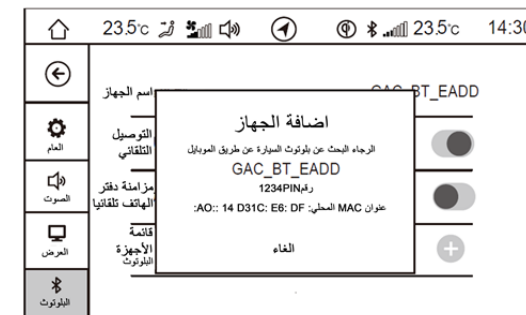 23.5°c 23.5°c 14:30
اسم الجهاز
GAC_BT_EADD
العام
الصوت
العرض
البلوتوث
التوصيل
التلقائي
مزامنة دفتر
الهاتف تلقائيا
قائمة
الأجهزة
البلوتوث
اضافة الجهاز
الرجاء البحث عن بلوتوث السيارة عن طريق الموبايل
GAC_BT_EADD
رقم1234PIN
عنوان MAC المحلي: AO:: 14 D31C: E6: DF:
الغاء